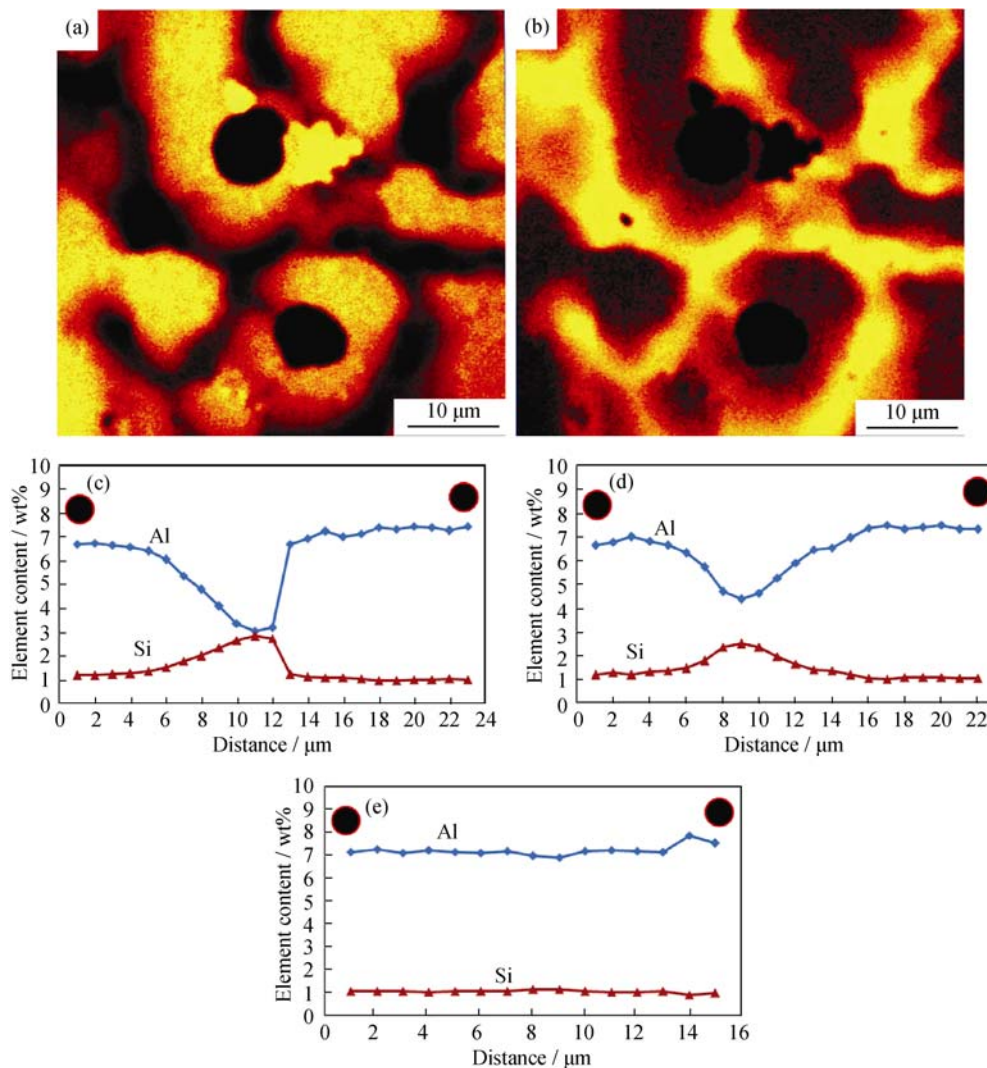 (a)
10 μm
(b)
10 μm
(c)
Element content / wt%
10
9
8
7
6
5
4
3
2
1
0
Al
Si
0 2 4 6 8 10 12 14 16 18 20 22 24
Distance / μm
(d)
Element content / wt%
10
9
8
7
6
5
4
3
2
1
0
Al
Si
0 2 4 6 8 10 12 14 16 18 20 22
Distance / μm
(e)
Element content / wt%
10
9
8
7
6
5
4
3
2
1
0
Al
Si
0 2 4 6 8 10 12 14 16
Distance / μm